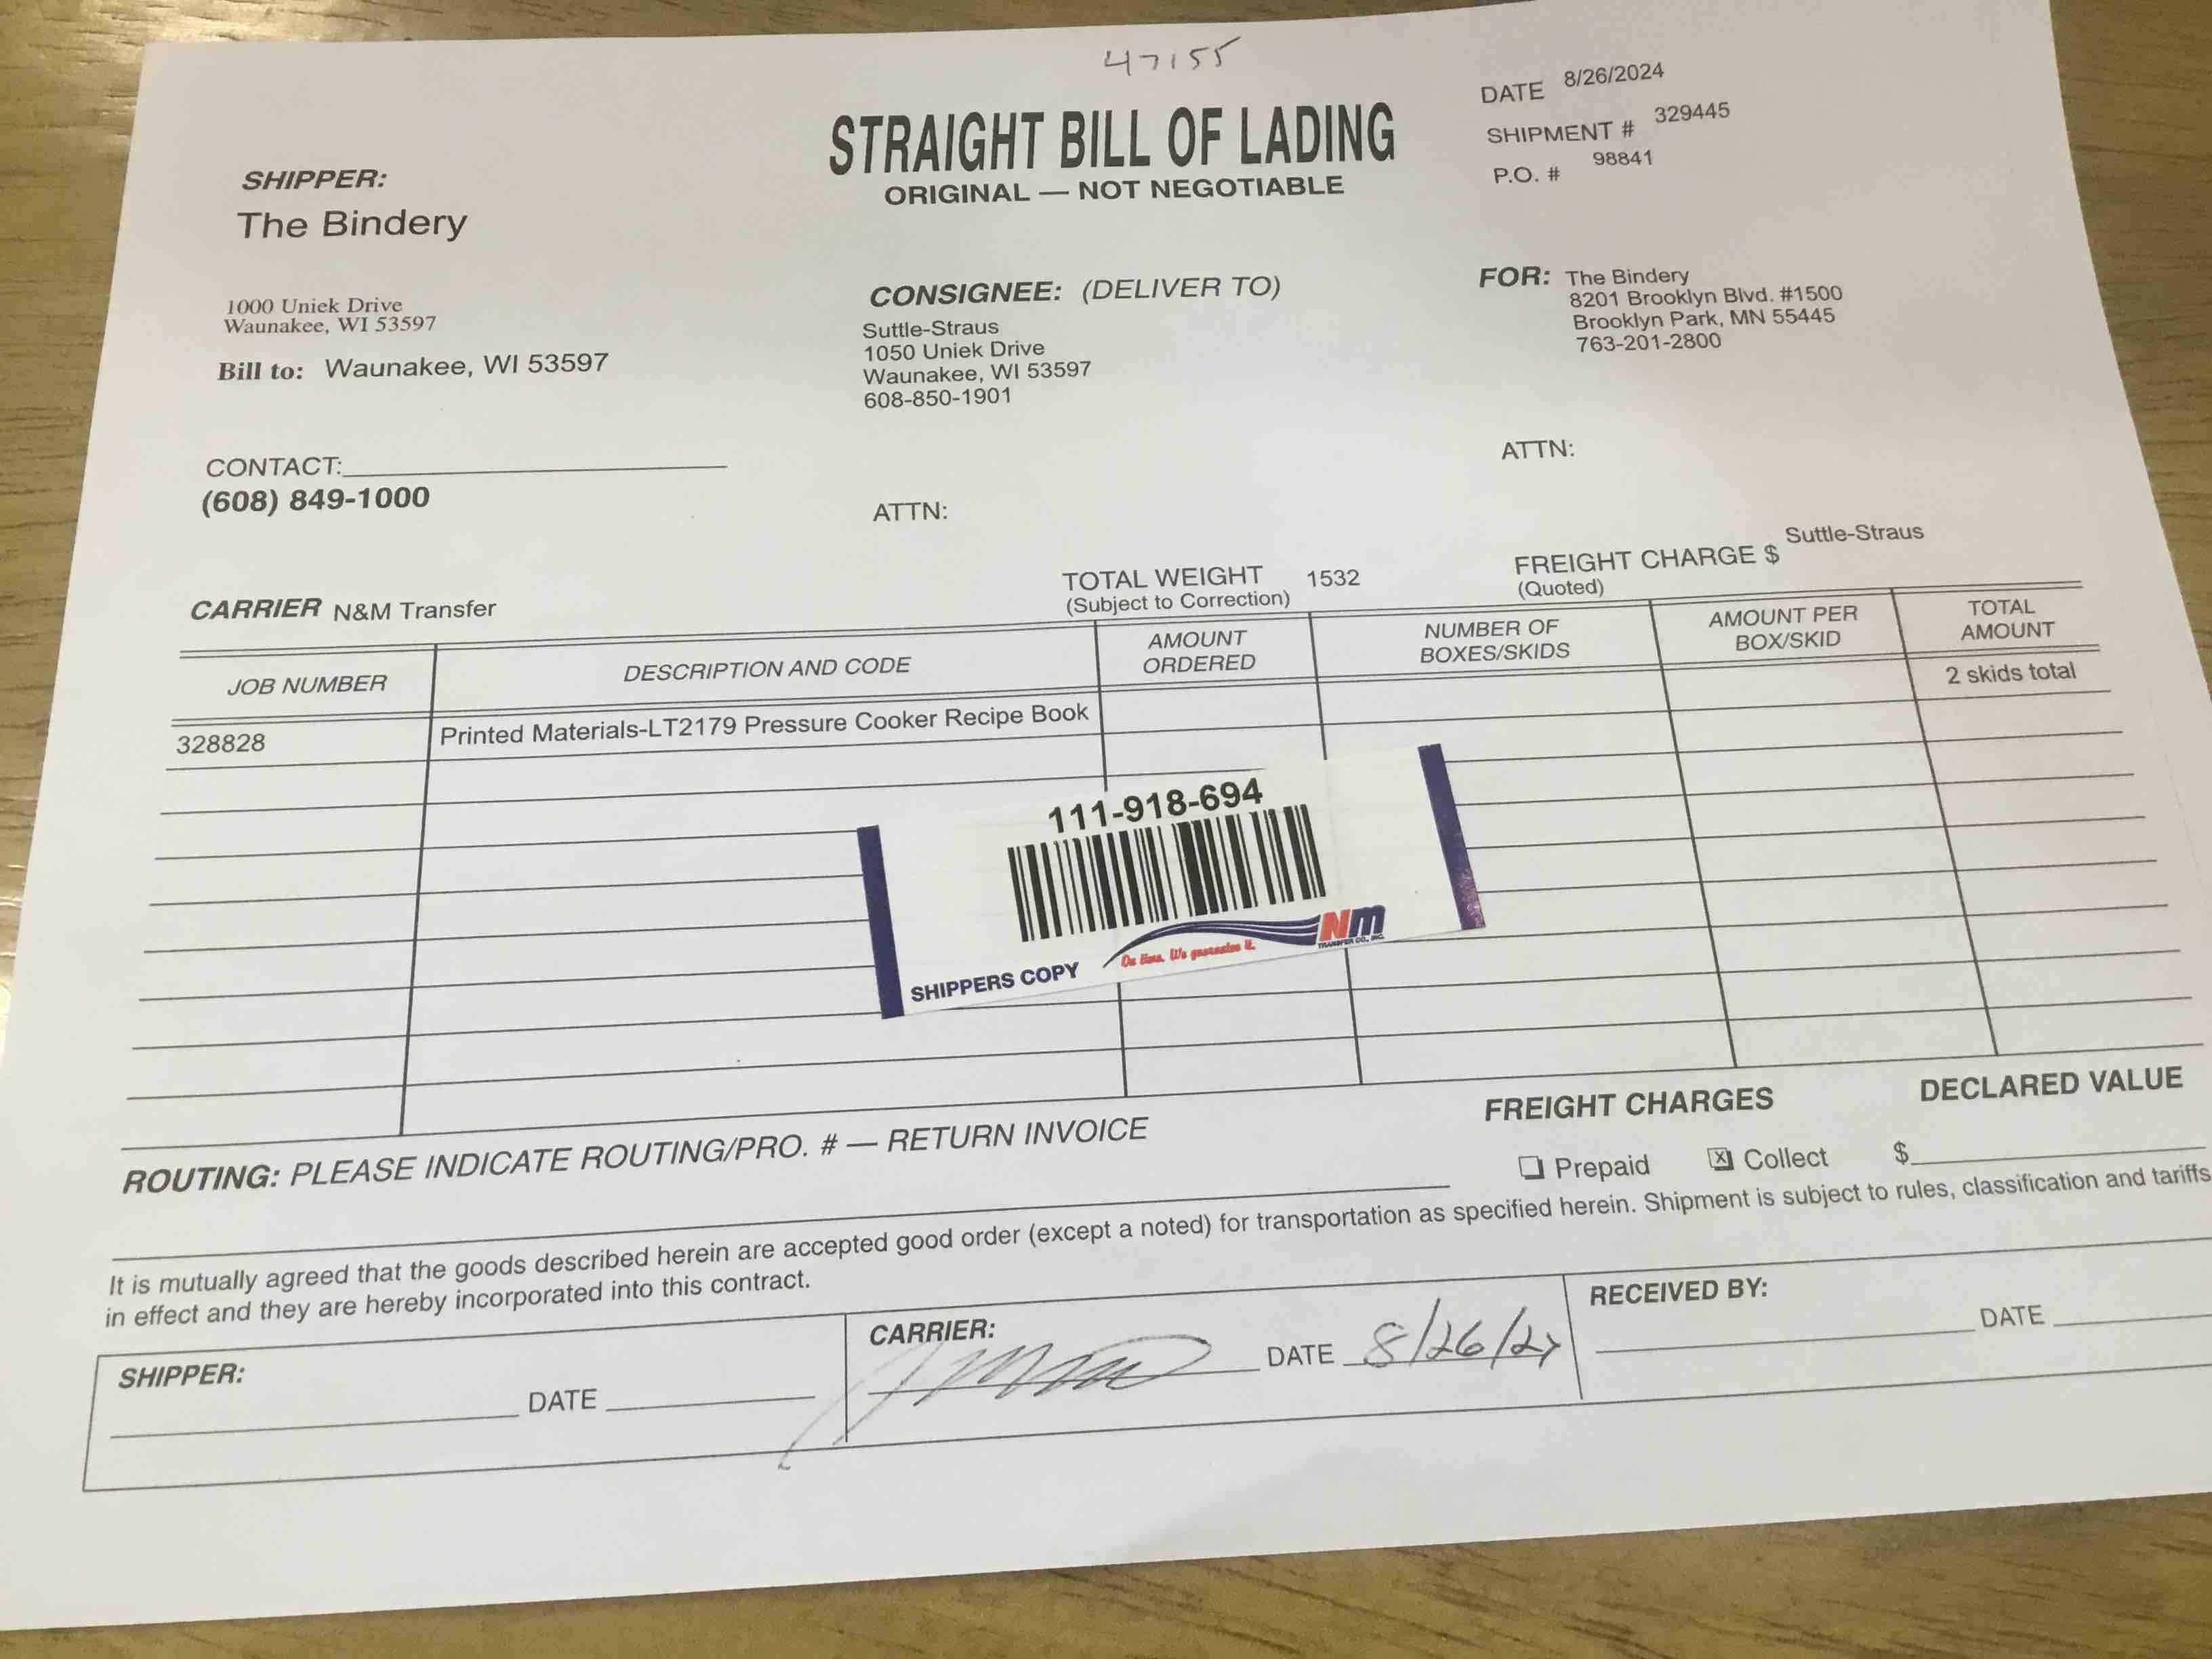 47155
STRAIGHT BILL OF LADING
ORIGINAL — NOT NEGOTIABLE
DATE 8/26/2024
SHIPMENT # 329445
P.O. # 98841
SHIPPER:
The Bindery
1000 Uniek Drive
Waunakee, WI 53597
Bill to: Waunakee, WI 53597
CONTACT:
(608) 849-1000
CONSIGNEE: (DELIVER TO)
Suttle-Straus
1050 Uniek Drive
Waunakee, WI 53597
608-850-1901
ATTN:
FOR: The Bindery
8201 Brooklyn Blvd. #1500
Brooklyn Park, MN 55445
763-201-2800
ATTN:
CARRIER N&M Transfer
TOTAL WEIGHT 1532
(Subject to Correction)
FREIGHT CHARGE $ Suttle-Straus
(Quoted)
JOB NUMBER
DESCRIPTION AND CODE
AMOUNT
ORDERED
NUMBER OF
BOXES/SKIDS
AMOUNT PER
BOX/SKID
TOTAL
AMOUNT
2 skids total
328828
Printed Materials-LT2179 Pressure Cooker Recipe Book
111-918-694
SHIPPERS COPY
On time. We guarantee it.
NM
TRANSFER CO., INC.
ROUTING: PLEASE INDICATE ROUTING/PRO. # — RETURN INVOICE
FREIGHT CHARGES
Prepaid
Collect
DECLARED VALUE
$
It is mutually agreed that the goods described herein are accepted good order (except a noted) for transportation as specified herein. Shipment is subject to rules, classification and tariffs
in effect and they are hereby incorporated into this contract.
SHIPPER:
DATE
CARRIER:
DATE 8/26/24
RECEIVED BY:
DATE